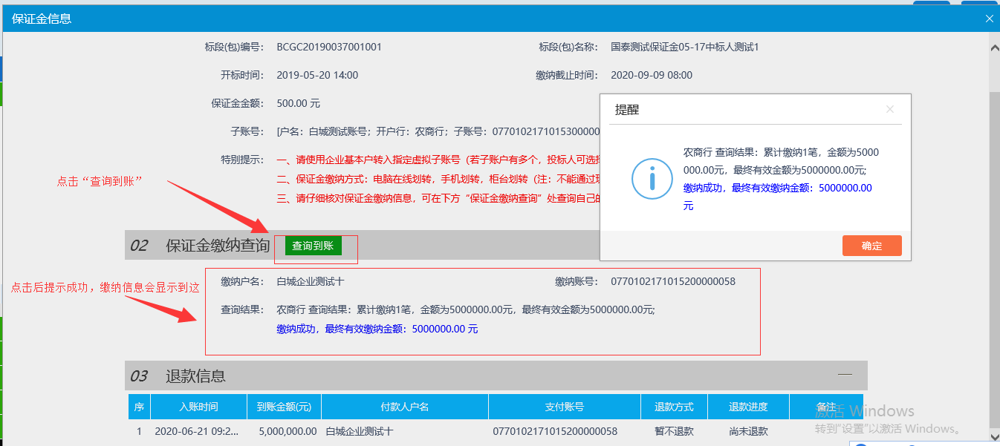 保证金信息
标段(包)编号： BCGC20190037001001 标段(包)名称： 国泰测试保证金05-17中标人测试1
开标时间： 2019-05-20 14:00 缴纳截止时间： 2020-09-09 08:00
保证金金额： 500.00 元
子账号： [户名：白城测试账号；开户行：农商行；子账号：0770102171015300000
特别提示： 一、请使用企业基本户转入指定虚拟子账号（若子账户有多个，投标人可选择
二、保证金缴纳方式：电脑在线划转，手机划转，柜台划转（注：不能通过现
三、请仔细核对保证金缴纳信息，可在下方“保证金缴纳查询”处查询自己的
提醒
农商行 查询结果：累计缴纳1笔，金额为5000
000.00元，最终有效金额为5000000.00元;
缴纳成功，最终有效缴纳金额：5000000.00
元
确定
点击“查询到账”
02 保证金缴纳查询 查询到账
点击后提示成功，缴纳信息会显示到这
缴纳户名： 白城企业测试十 缴纳账号： 0770102171015200000058
查询结果： 农商行 查询结果：累计缴纳1笔，金额为5000000.00元，最终有效金额为5000000.00元;
缴纳成功，最终有效缴纳金额：5000000.00 元
03 退款信息
序 入账时间 到账金额(元) 付款人户名 支付账号 退款方式 退款进度 备注
1 2020-06-21 09:2... 5,000,000.00 白城企业测试十 0770102171015200000058 暂不退款 尚未退款
激活 Windows
转到“设置”以激活 Windows。